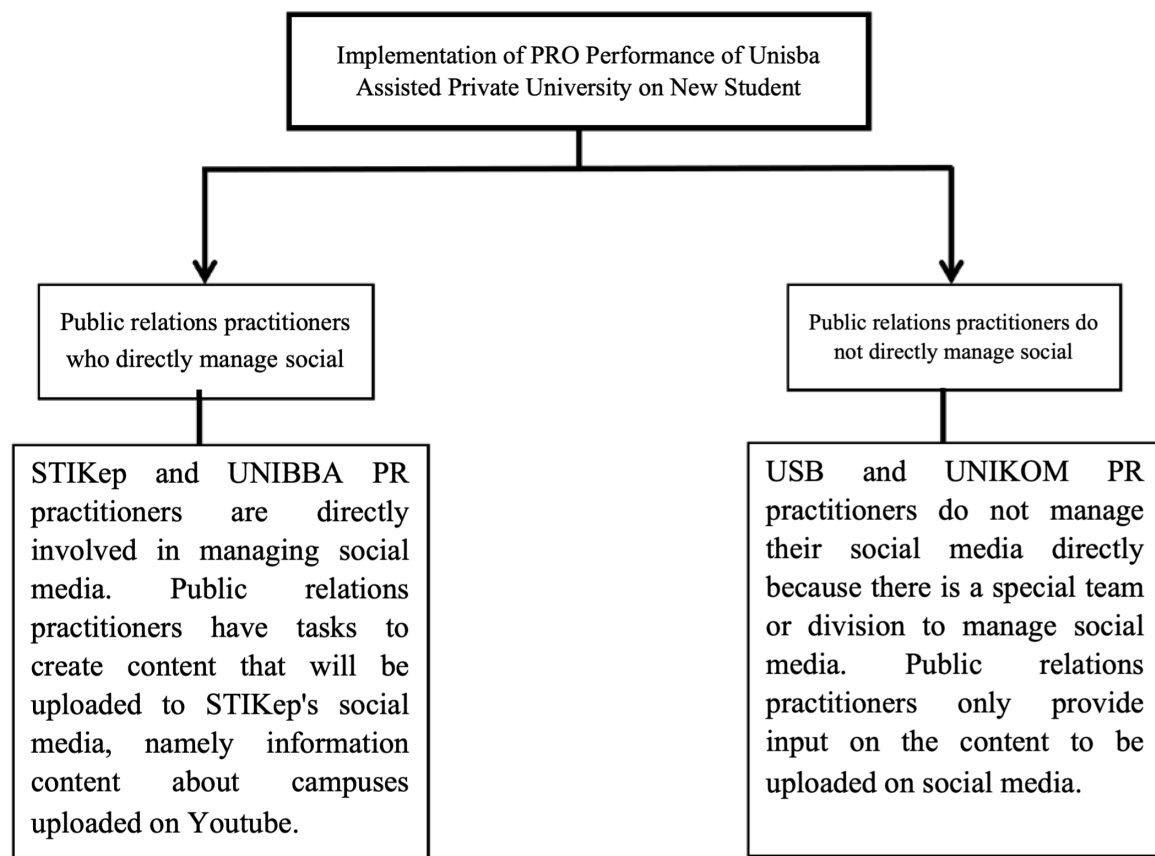 Implementation of PRO Performance of Unisba
Assisted Private University on New Student
Public relations practitioners
who directly manage social
Public relations practitioners do
not directly manage social
STIKep and UNIBBA PR
practitioners are directly
involved in managing social
media. Public relations
practitioners have tasks to
create content that will be
uploaded to STIKep's social
media, namely information
content about campuses
uploaded on Youtube.
USB and UNIKOM PR
practitioners do not manage
their social media directly
because there is a special team
or division to manage social
media. Public relations
practitioners only provide
input on the content to be
uploaded on social media.